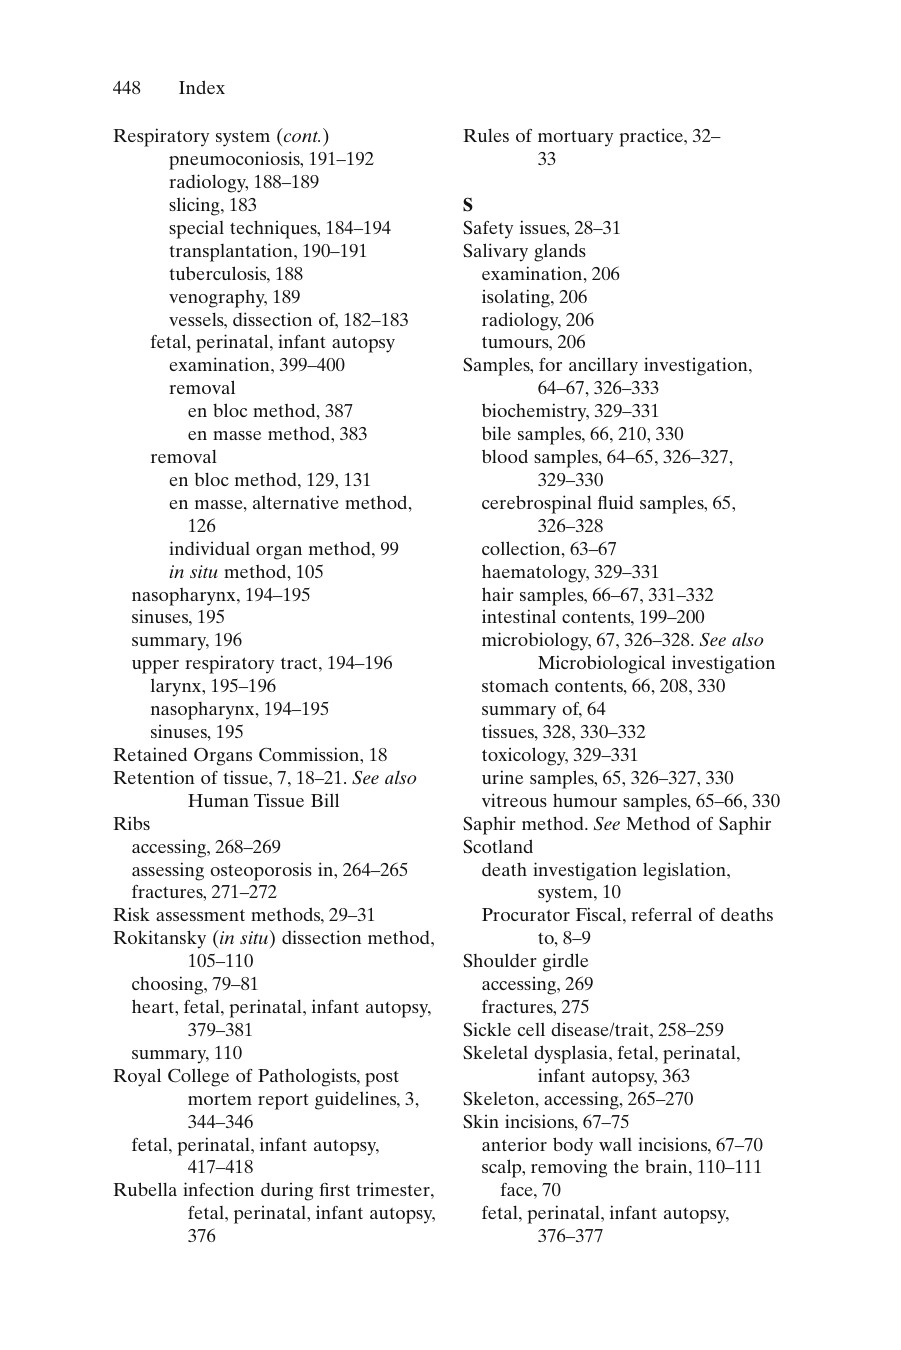 448 Index
Respiratory system (cont.)
pneumoconiosis, 191–192
radiology, 188–189
slicing, 183
special techniques, 184–194
transplantation, 190–191
tuberculosis, 188
venography, 189
vessels, dissection of, 182–183
fetal, perinatal, infant autopsy
examination, 399–400
removal
en bloc method, 387
en masse method, 383
removal
en bloc method, 129, 131
en masse, alternative method,
126
individual organ method, 99
in situ method, 105
nasopharynx, 194–195
sinuses, 195
summary, 196
upper respiratory tract, 194–196
larynx, 195–196
nasopharynx, 194–195
sinuses, 195
Retained Organs Commission, 18
Retention of tissue, 7, 18–21. See also
Human Tissue Bill
Ribs
accessing, 268–269
assessing osteoporosis in, 264–265
fractures, 271–272
Risk assessment methods, 29–31
Rokitansky (in situ) dissection method,
105–110
choosing, 79–81
heart, fetal, perinatal, infant autopsy,
379–381
summary, 110
Royal College of Pathologists, post
mortem report guidelines, 3,
344–346
fetal, perinatal, infant autopsy,
417–418
Rubella infection during first trimester,
fetal, perinatal, infant autopsy,
376
Rules of mortuary practice, 32–
33
S
Safety issues, 28–31
Salivary glands
examination, 206
isolating, 206
radiology, 206
tumours, 206
Samples, for ancillary investigation,
64–67, 326–333
biochemistry, 329–331
bile samples, 66, 210, 330
blood samples, 64–65, 326–327,
329–330
cerebrospinal fluid samples, 65,
326–328
collection, 63–67
haematology, 329–331
hair samples, 66–67, 331–332
intestinal contents, 199–200
microbiology, 67, 326–328. See also
Microbiological investigation
stomach contents, 66, 208, 330
summary of, 64
tissues, 328, 330–332
toxicology, 329–331
urine samples, 65, 326–327, 330
vitreous humour samples, 65–66, 330
Saphir method. See Method of Saphir
Scotland
death investigation legislation,
system, 10
Procurator Fiscal, referral of deaths
to, 8–9
Shoulder girdle
accessing, 269
fractures, 275
Sickle cell disease/trait, 258–259
Skeletal dysplasia, fetal, perinatal,
infant autopsy, 363
Skeleton, accessing, 265–270
Skin incisions, 67–75
anterior body wall incisions, 67–70
scalp, removing the brain, 110–111
face, 70
fetal, perinatal, infant autopsy,
376–377